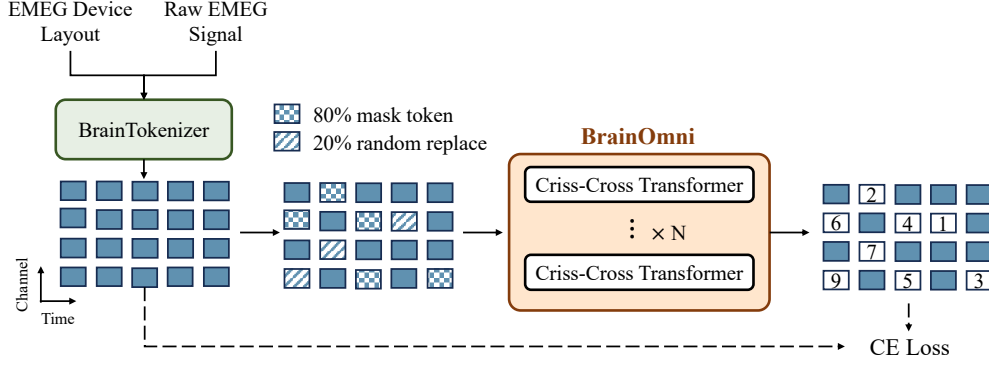 EMEG Device
Layout
Raw EMEG
Signal
BrainTokenizer
80% mask token
20% random replace
BrainOmni
Criss-Cross Transformer
⋮ × N
Criss-Cross Transformer
2
6 4 1
7
9 5 3
Channel
Time
CE Loss